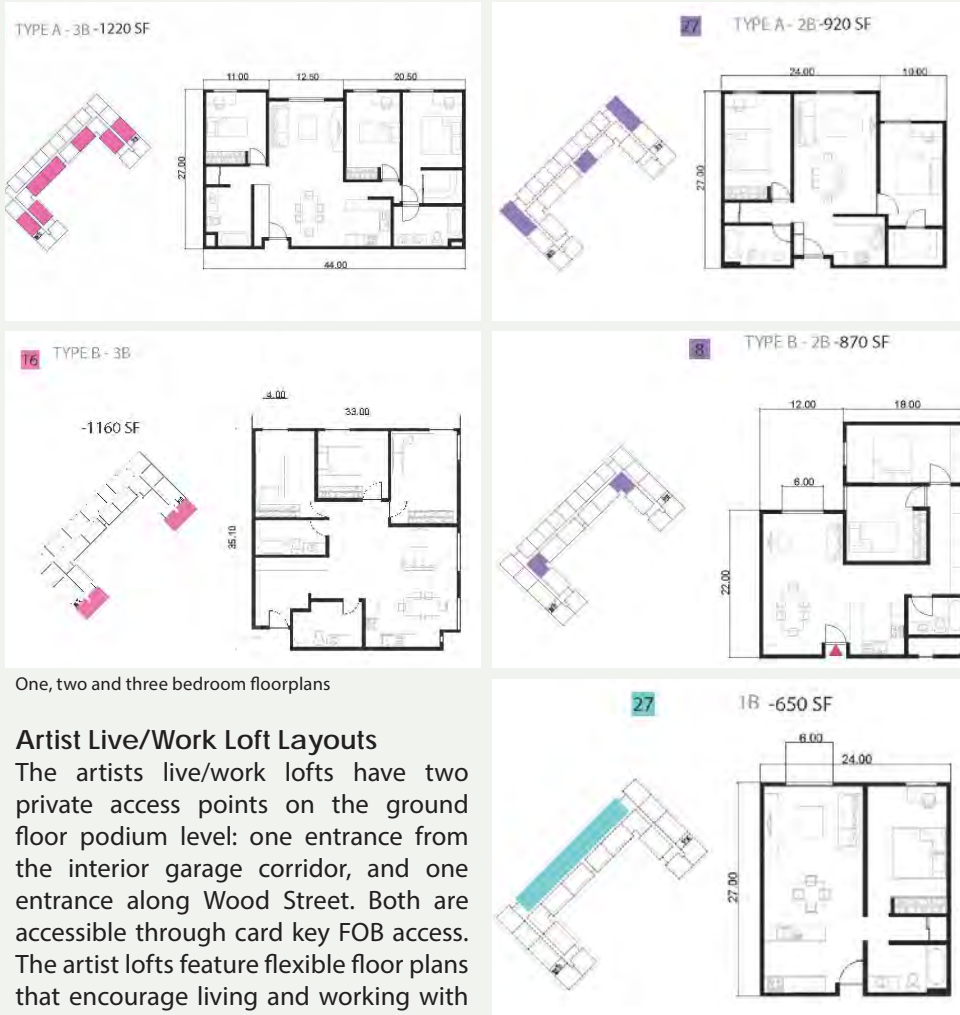 TYPE A - 3B -1220 SF
11.00 12.50 20.50
27.00
44.00
27 TYPE A - 2B -920 SF
24.00 10.00
27.00
16 TYPE B - 3B
-1160 SF
4.00
33.00
35.10
8 TYPE B - 2B -870 SF
12.00 18.00
6.00
22.00
One, two and three bedroom floorplans
Artist Live/Work Loft Layouts
The artists live/work lofts have two
private access points on the ground
floor podium level: one entrance from
the interior garage corridor, and one
entrance along Wood Street. Both are
accessible through card key FOB access.
The artist lofts feature flexible floor plans
that encourage living and working with
27 1B -650 SF
6.00
24.00
27.00